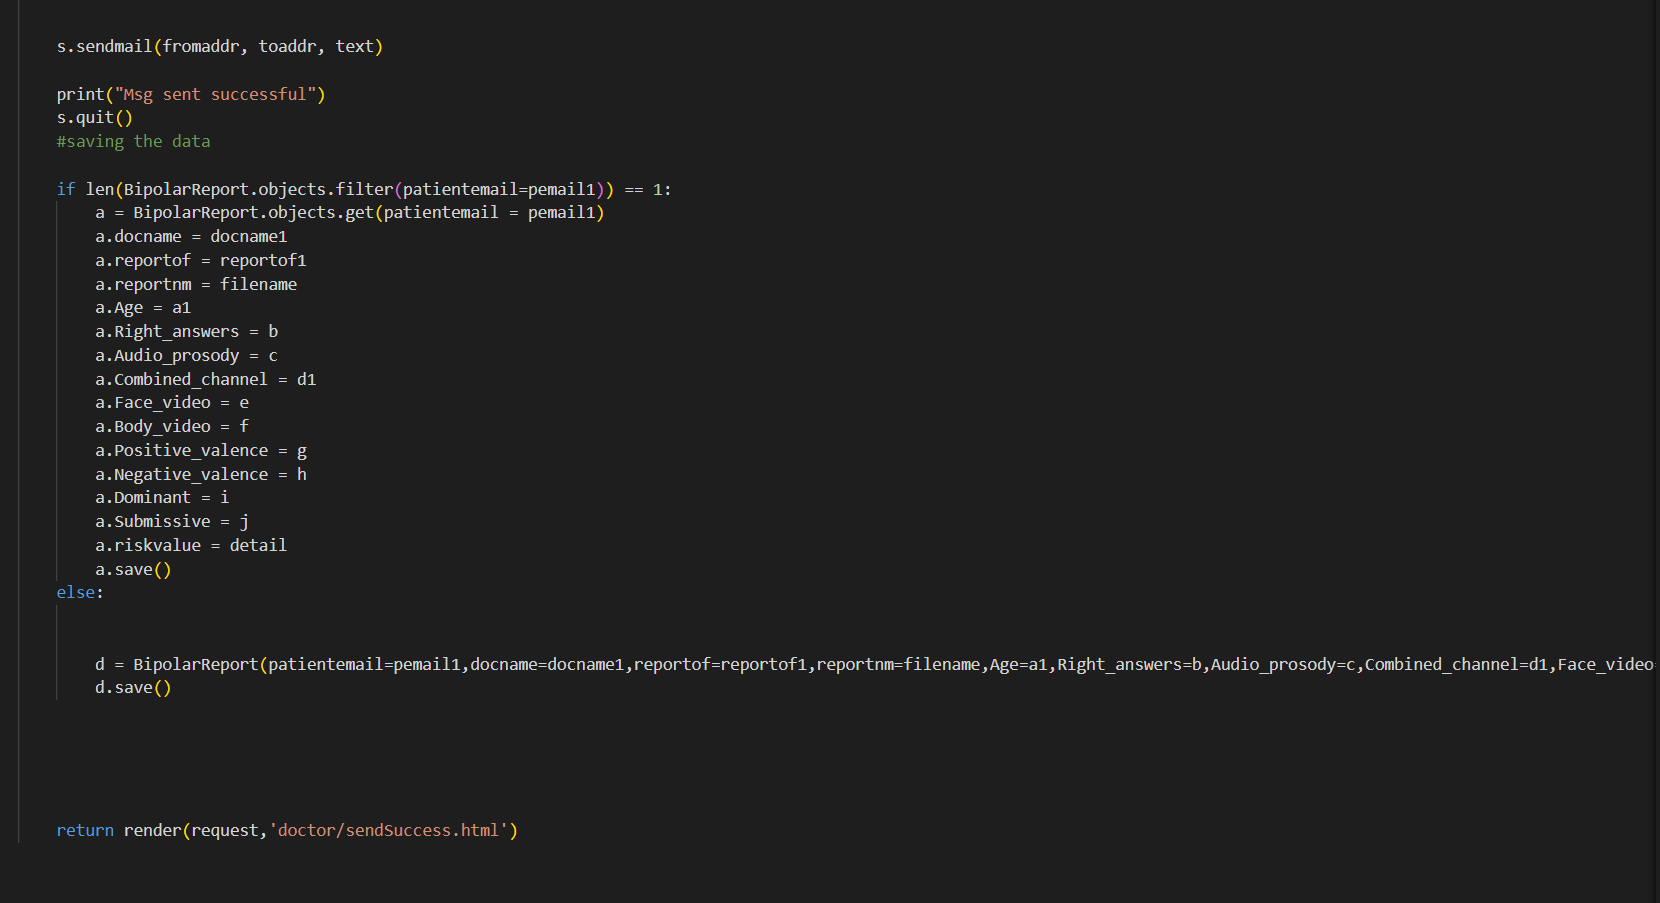 s.sendmail(fromaddr, toaddr, text)
print("Msg sent successful")
s.quit()
#saving the data
if len(BipolarReport.objects.filter(patientemail=pemail1)) == 1:
a = BipolarReport.objects.get(patientemail = pemail1)
a.docname = docname1
a.reportof = reportof1
a.reportnm = filename
a.Age = a1
a.Right_answers = b
a.Audio_prosody = c
a.Combined_channel = d1
a.Face_video = e
a.Body_video = f
a.Positive_valence = g
a.Negative_valence = h
a.Dominant = i
a.Submissive = j
a.riskvalue = detail
a.save()
else:
d = BipolarReport(patientemail=pemail1,docname=docname1,reportof=reportof1,reportnm=filename,Age=a1,Right_answers=b,Audio_prosody=c,Combined_channel=d1,Face_video=
d.save()
return render(request,'doctor/sendSuccess.html')